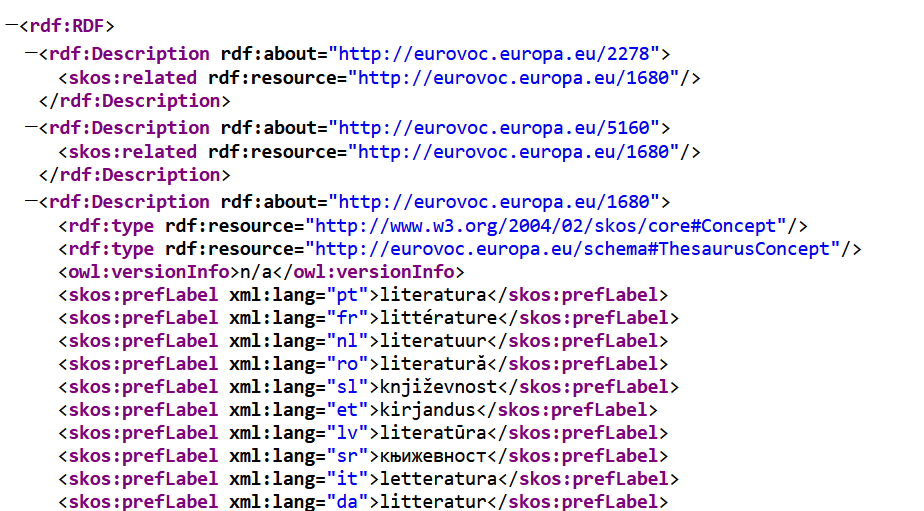 <rdf:RDF>
<rdf:Description rdf:about="http://eurovoc.europa.eu/2278">
<skos:related rdf:resource="http://eurovoc.europa.eu/1680"/>
</rdf:Description>
<rdf:Description rdf:about="http://eurovoc.europa.eu/5160">
<skos:related rdf:resource="http://eurovoc.europa.eu/1680"/>
</rdf:Description>
<rdf:Description rdf:about="http://eurovoc.europa.eu/1680">
<rdf:type rdf:resource="http://www.w3.org/2004/02/skos/core#Concept"/>
<rdf:type rdf:resource="http://eurovoc.europa.eu/schema#ThesaurusConcept"/>
<owl:versionInfo>n/a</owl:versionInfo>
<skos:prefLabel xml:lang="pt">literatura</skos:prefLabel>
<skos:prefLabel xml:lang="fr">littérature</skos:prefLabel>
<skos:prefLabel xml:lang="nl">literatuur</skos:prefLabel>
<skos:prefLabel xml:lang="ro">literatură</skos:prefLabel>
<skos:prefLabel xml:lang="sl">književnost</skos:prefLabel>
<skos:prefLabel xml:lang="et">kirjandus</skos:prefLabel>
<skos:prefLabel xml:lang="lv">literatūra</skos:prefLabel>
<skos:prefLabel xml:lang="sr">књижевност</skos:prefLabel>
<skos:prefLabel xml:lang="it">letteratura</skos:prefLabel>
<skos:prefLabel xml:lang="da">litteratur</skos:prefLabel>